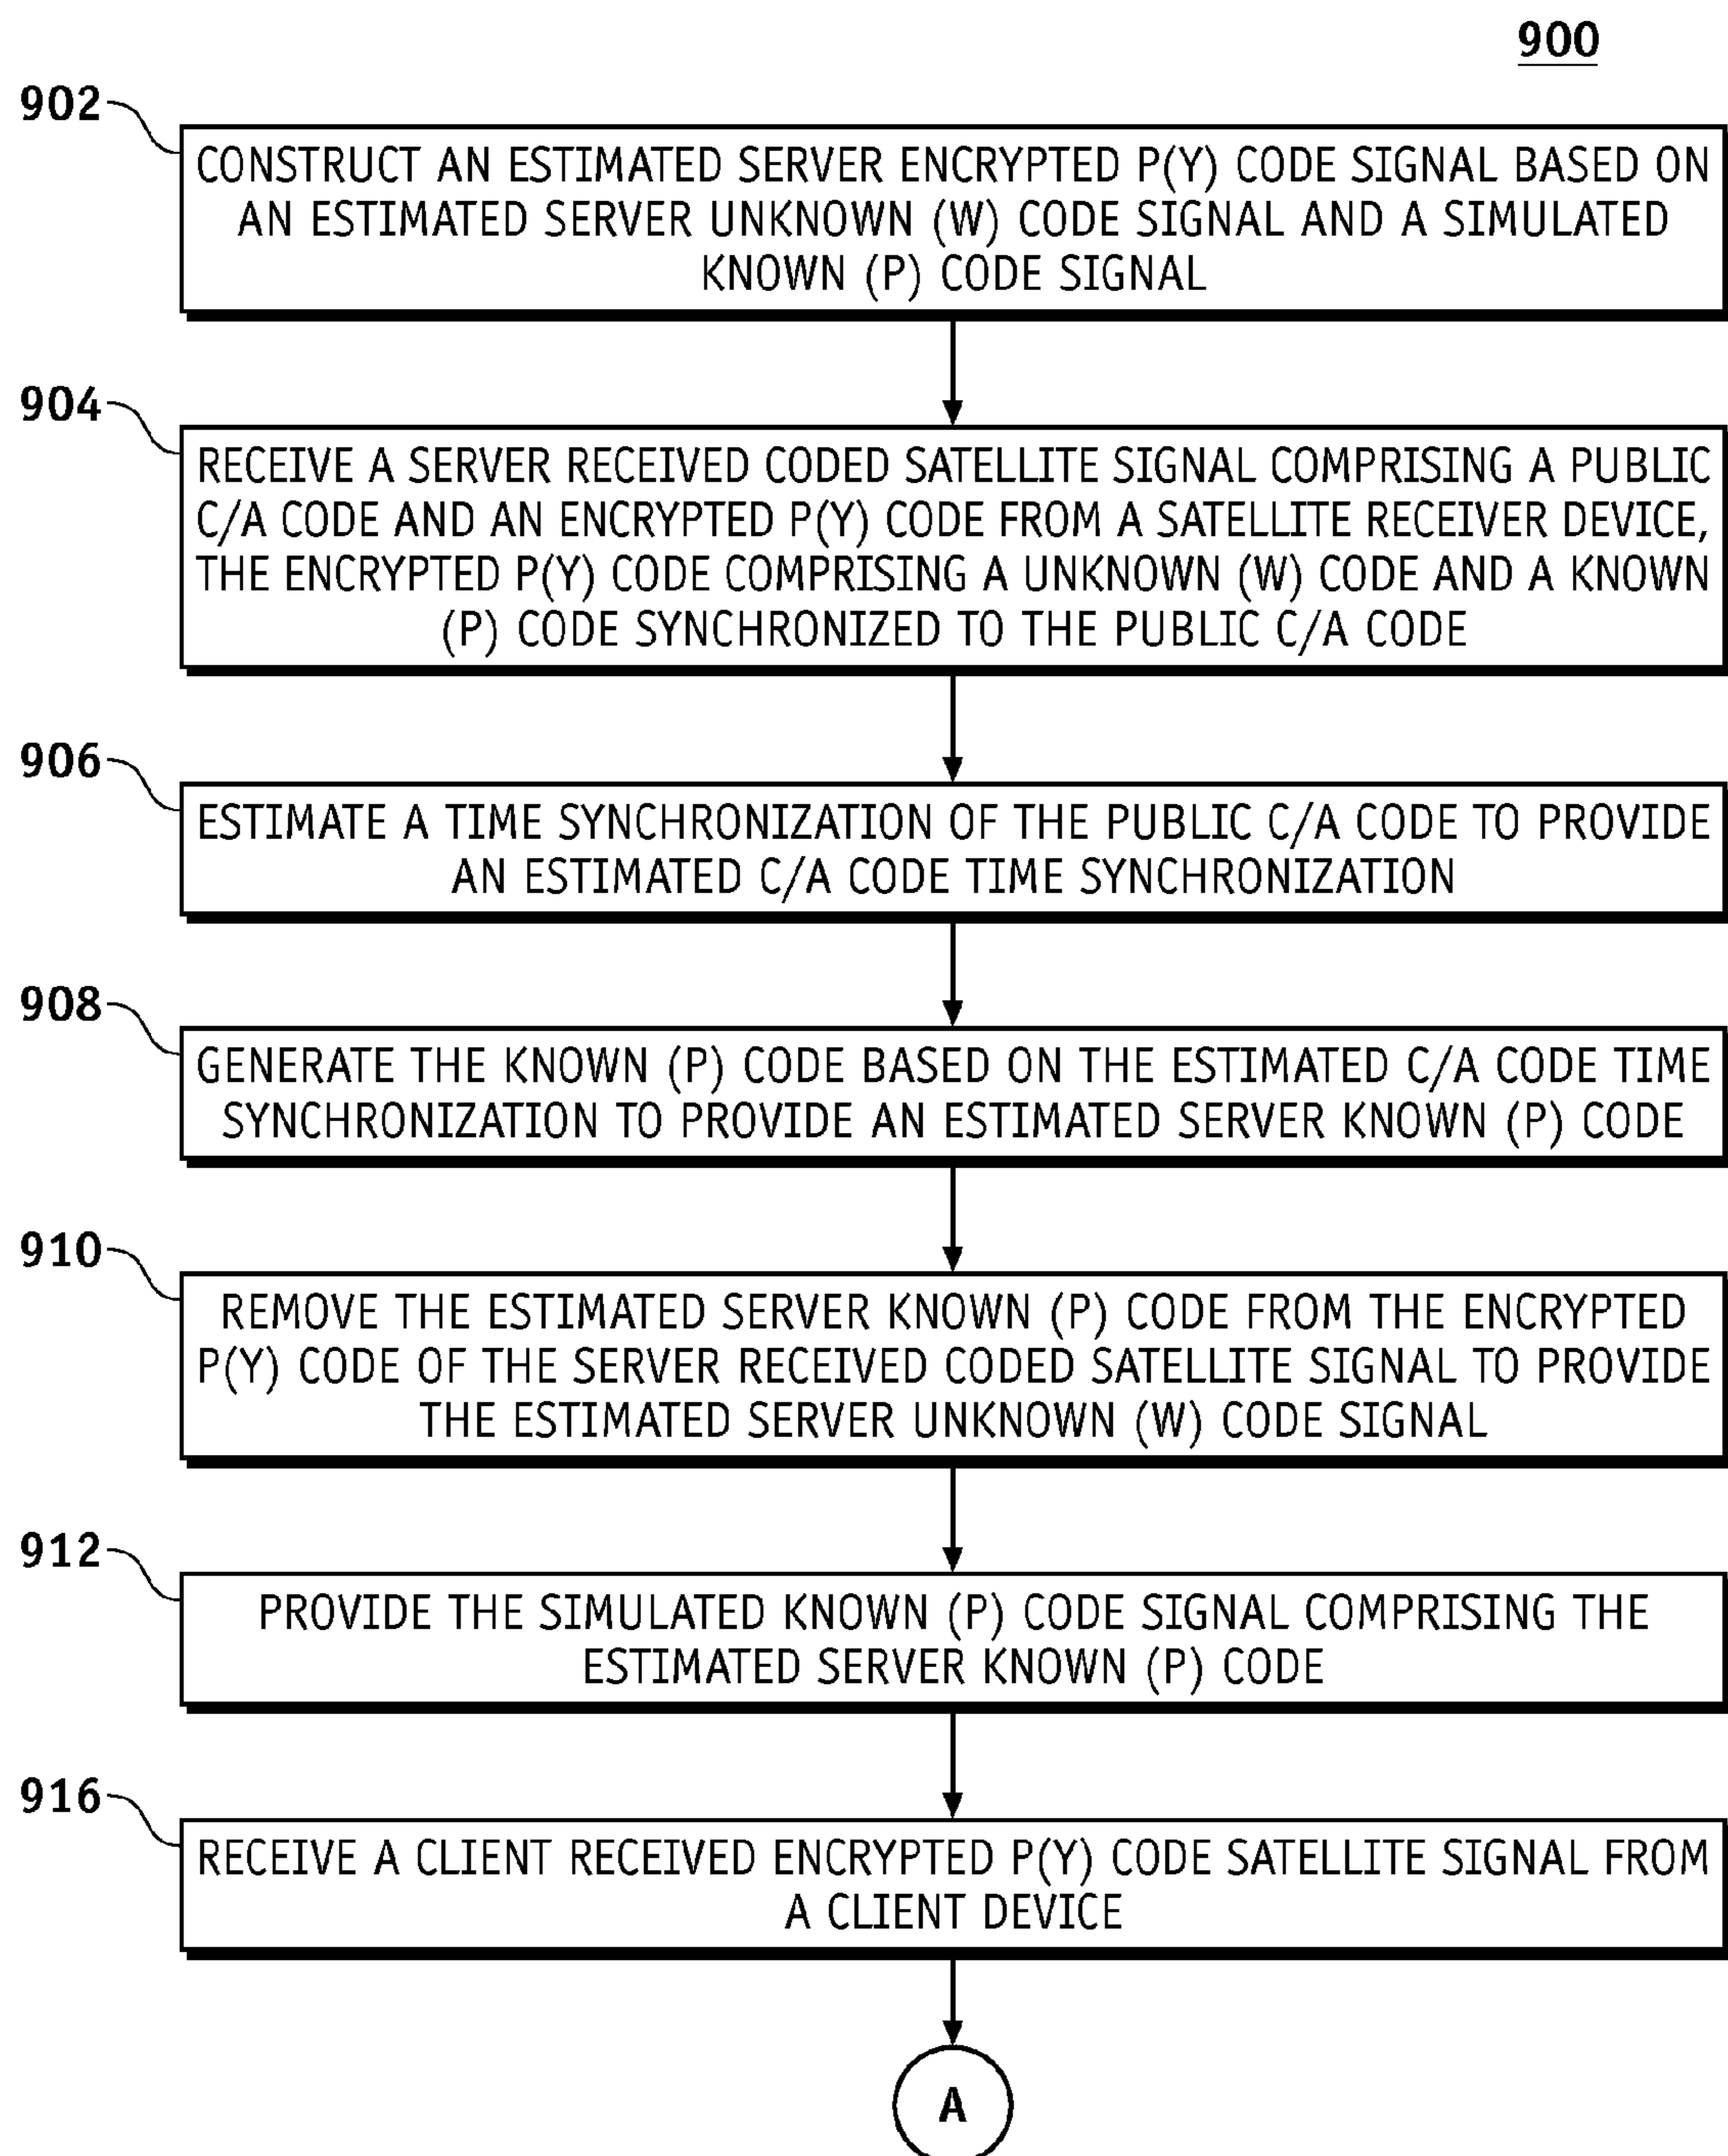 900
902
CONSTRUCT AN ESTIMATED SERVER ENCRYPTED P(Y) CODE SIGNAL BASED ON
AN ESTIMATED SERVER UNKNOWN (W) CODE SIGNAL AND A SIMULATED
KNOWN (P) CODE SIGNAL
904
RECEIVE A SERVER RECEIVED CODED SATELLITE SIGNAL COMPRISING A PUBLIC
C/A CODE AND AN ENCRYPTED P(Y) CODE FROM A SATELLITE RECEIVER DEVICE,
THE ENCRYPTED P(Y) CODE COMPRISING A UNKNOWN (W) CODE AND A KNOWN
(P) CODE SYNCHRONIZED TO THE PUBLIC C/A CODE
906
ESTIMATE A TIME SYNCHRONIZATION OF THE PUBLIC C/A CODE TO PROVIDE
AN ESTIMATED C/A CODE TIME SYNCHRONIZATION
908
GENERATE THE KNOWN (P) CODE BASED ON THE ESTIMATED C/A CODE TIME
SYNCHRONIZATION TO PROVIDE AN ESTIMATED SERVER KNOWN (P) CODE
910
REMOVE THE ESTIMATED SERVER KNOWN (P) CODE FROM THE ENCRYPTED
P(Y) CODE OF THE SERVER RECEIVED CODED SATELLITE SIGNAL TO PROVIDE
THE ESTIMATED SERVER UNKNOWN (W) CODE SIGNAL
912
PROVIDE THE SIMULATED KNOWN (P) CODE SIGNAL COMPRISING THE
ESTIMATED SERVER KNOWN (P) CODE
916
RECEIVE A CLIENT RECEIVED ENCRYPTED P(Y) CODE SATELLITE SIGNAL FROM
A CLIENT DEVICE
A